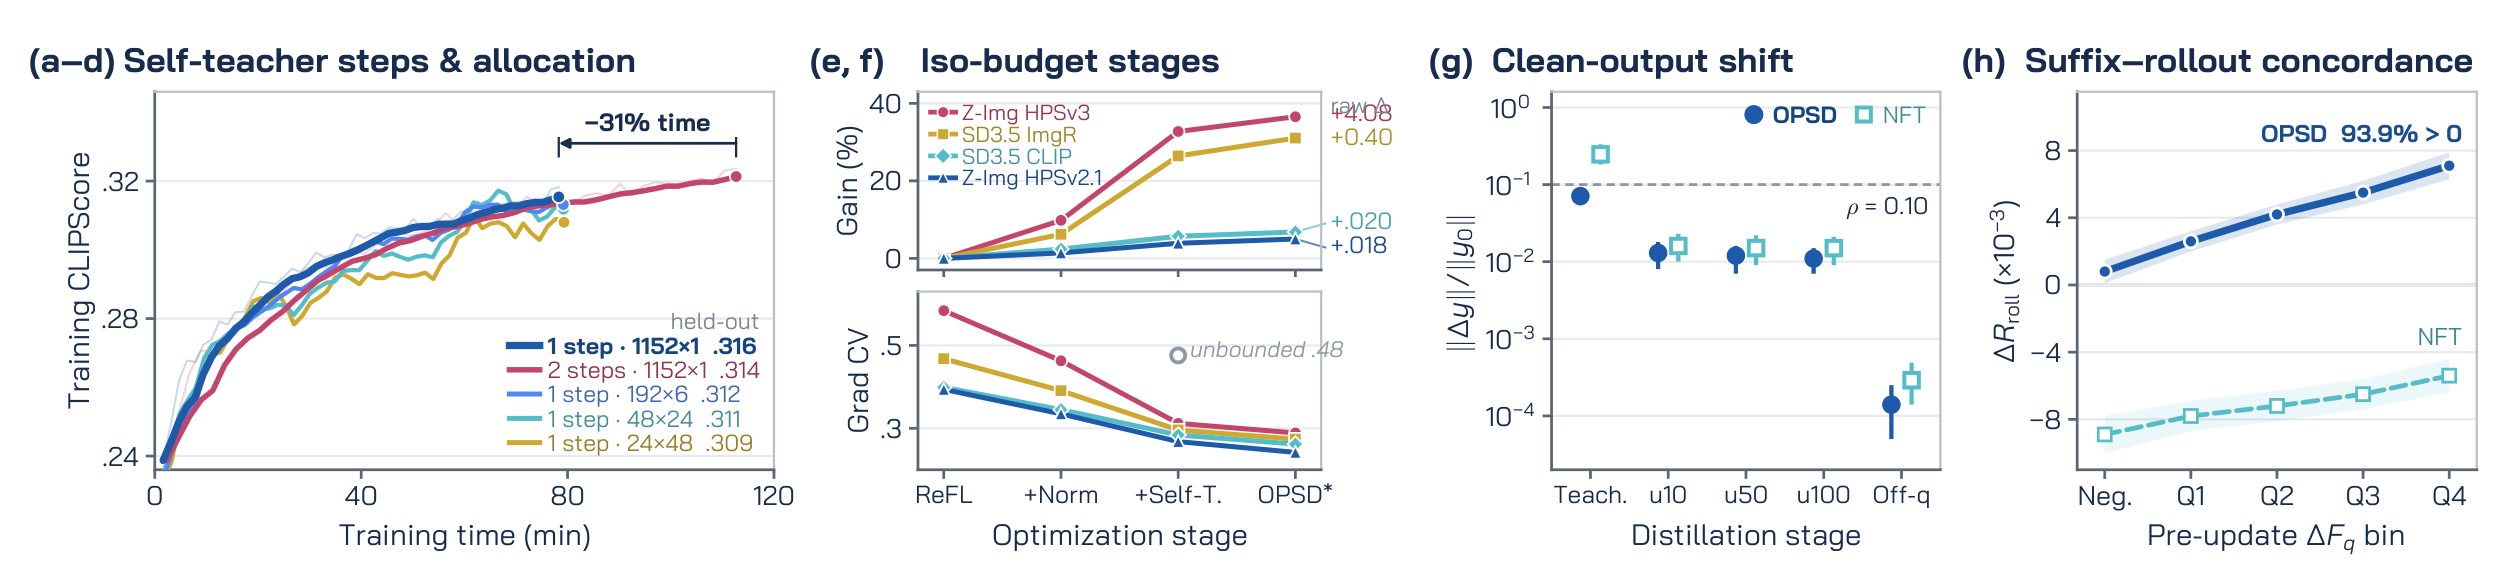 (a–d) Self-teacher steps & allocation
Training CLIPScore
.32
.28
.24
0
40
80
120
Training time (min)
−31% time
held-out
1 step · 1152×1 .316
2 steps · 1152×1 .314
1 step · 192×6 .312
1 step · 48×24 .311
1 step · 24×48 .309
(e, f) Iso-budget stages
Gain (%)
40
20
0
Z-Img HPSv3
SD3.5 ImgR
SD3.5 CLIP
Z-Img HPSv2.1
raw Δ
+4.08
+0.40
+.020
+.018
Grad CV
.5
.3
unbounded .48
ReFL
+Norm
+Self-T.
OPSD*
Optimization stage
(g) Clean-output shift
||Δy|| / ||y₀||
10⁰
10⁻¹
10⁻²
10⁻³
10⁻⁴
OPSD
NFT
ρ = 0.10
Teach.
u10
u50
u100
Off-q
Distillation stage
(h) Suffix–rollout concordance
ΔR_roll (×10⁻³)
8
4
0
−4
−8
OPSD 93.9% > 0
NFT
Neg.
Q1
Q2
Q3
Q4
Pre-update ΔF_q bin